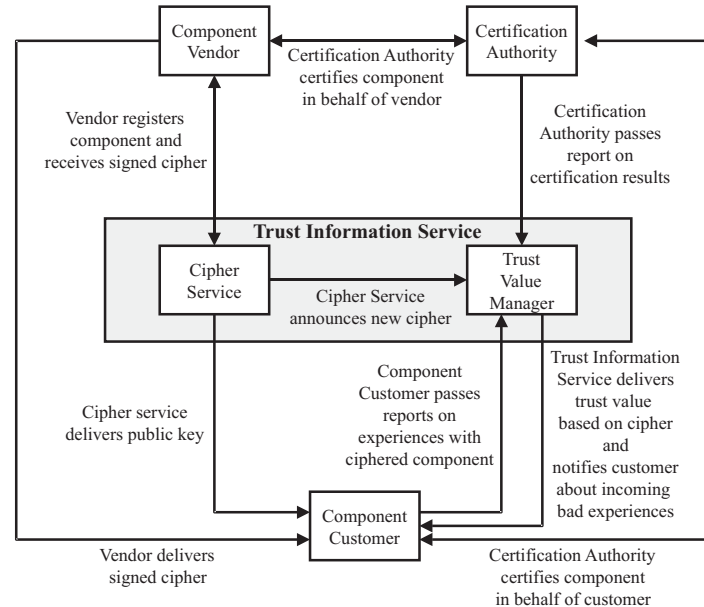 Component
Vendor
Certification Authority
certifies component
in behalf of vendor
Certification
Authority
Vendor registers
component and
receives signed cipher
Certification
Authority passes
report on
certification results
Trust Information Service
Cipher
Service
Cipher Service
announces new cipher
Trust
Value
Manager
Cipher service
delivers public key
Component
Customer passes
reports on
experiences with
ciphered component
Trust Information
Service delivers
trust value
based on cipher
and
notifies customer
about incoming
bad experiences
Component
Customer
Vendor delivers
signed cipher
Certification Authority
certifies component
in behalf of customer